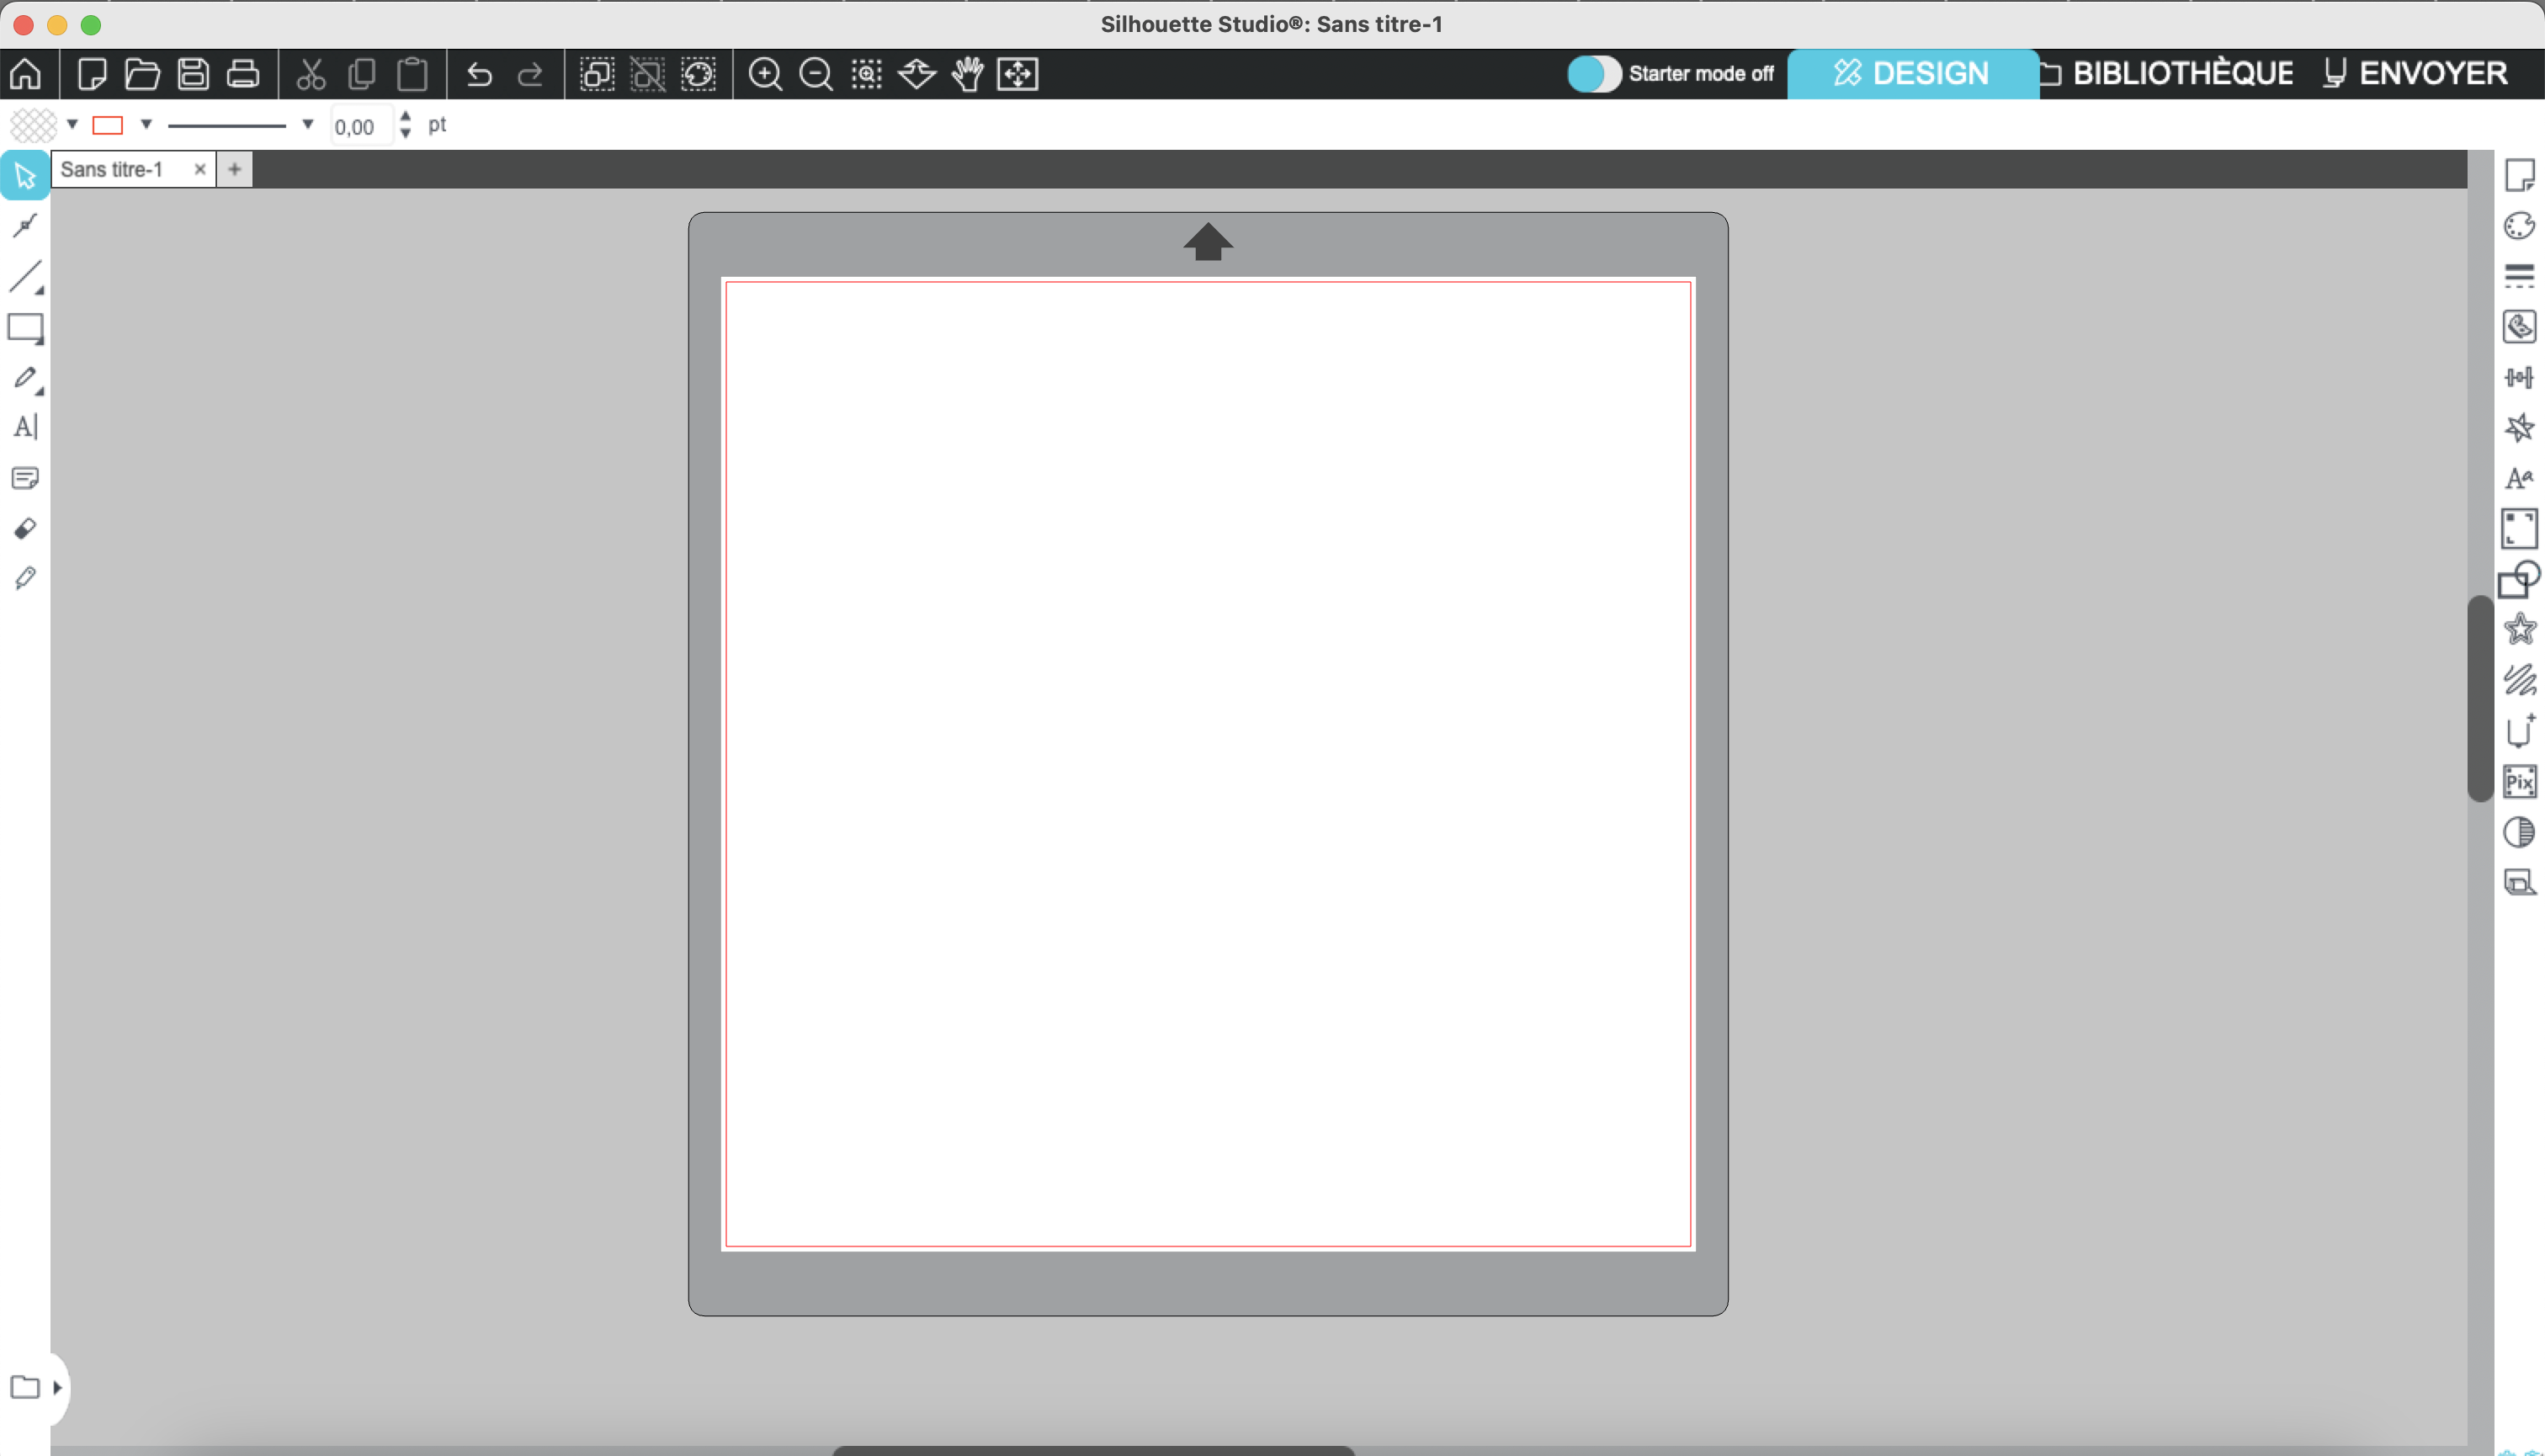 Silhouette Studio®: Sans titre-1
Starter mode off
DESIGN
BIBLIOTHÈQUE
ENVOYER
0,00
pt
Sans titre-1
A
Aa
Pix